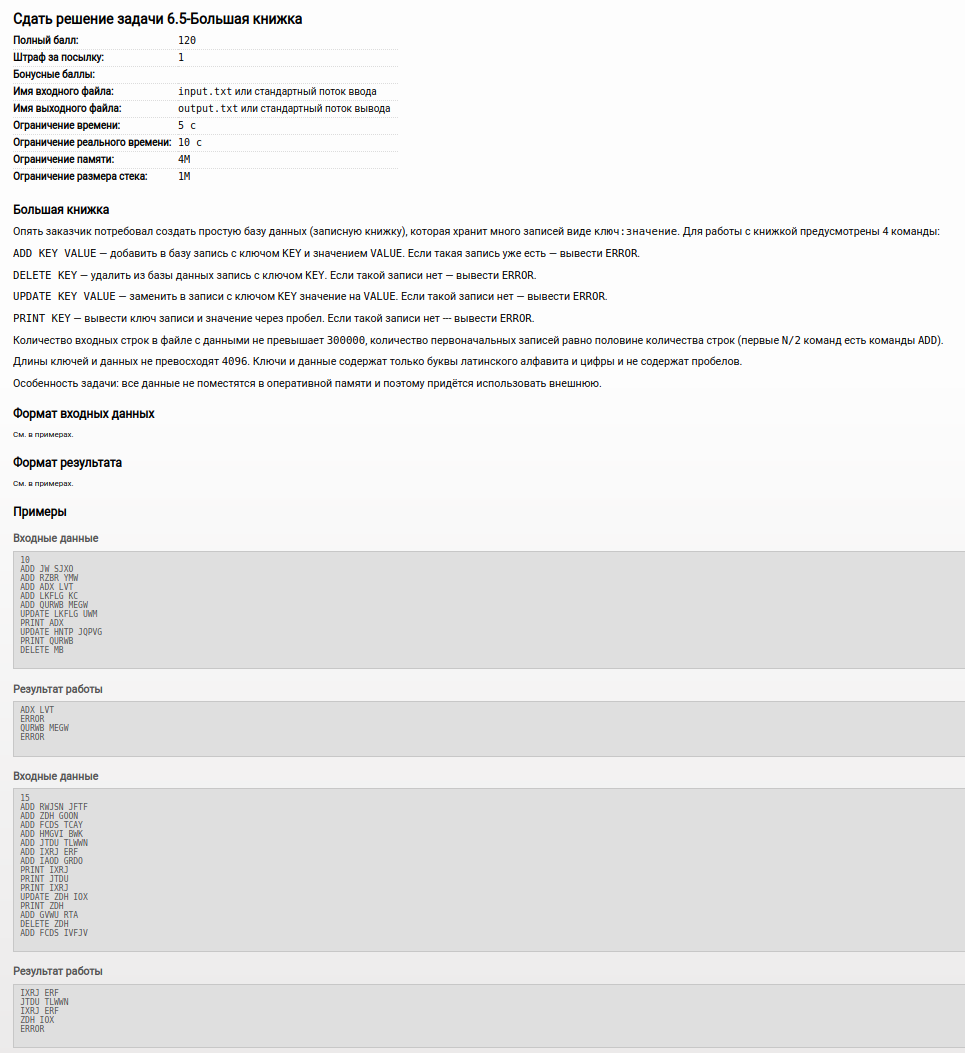 Сдать решение задачи 6.5-Большая книжка
Полный балл: 120
Штраф за посылку: 1
Бонусные баллы:
Имя входного файла: input.txt или стандартный поток ввода
Имя выходного файла: output.txt или стандартный поток вывода
Ограничение времени: 5 с
Ограничение реального времени: 10 с
Ограничение памяти: 4M
Ограничение размера стека: 1M
Большая книжка
Опять заказчик потребовал создать простую базу данных (записную книжку), которая хранит много записей виде ключ:значение. Для работы с книжкой предусмотрены 4 команды:
ADD KEY VALUE — добавить в базу запись с ключом KEY и значением VALUE. Если такая запись уже есть — вывести ERROR.
DELETE KEY — удалить из базы данных запись с ключом KEY. Если такой записи нет — вывести ERROR.
UPDATE KEY VALUE — заменить в записи с ключом KEY значение на VALUE. Если такой записи нет — вывести ERROR.
PRINT KEY — вывести ключ записи и значение через пробел. Если такой записи нет --- вывести ERROR.
Количество входных строк в файле с данными не превышает 300000, количество первоначальных записей равно половине количества строк (первые N/2 команд есть команды ADD).
Длины ключей и данных не превосходят 4096. Ключи и данные содержат только буквы латинского алфавита и цифры и не содержат пробелов.
Особенность задачи: все данные не поместятся в оперативной памяти и поэтому придётся использовать внешнюю.
Формат входных данных
См. в примерах.
Формат результата
См. в примерах.
Примеры
Входные данные
10
ADD JW SJXO
ADD RZBR YMW
ADD ADX LVT
ADD LKFLG KC
ADD QURWB MEGW
UPDATE LKFLG UWM
PRINT ADX
UPDATE HNTP JQPVG
PRINT QURWB
DELETE MB
Результат работы
ADX LVT
ERROR
QURWB MEGW
ERROR
Входные данные
15
ADD RWJSN JFTF
ADD ZDH GOON
ADD FCDS TCAY
ADD HMGVI BWK
ADD JTDU TLWWN
ADD IXRJ ERF
ADD IAOD GRDO
PRINT IXRJ
PRINT JTDU
PRINT IXRJ
UPDATE ZDH IOX
PRINT ZDH
ADD GVWU RTA
DELETE ZDH
ADD FCDS IVFJV
Результат работы
IXRJ ERF
JTDU TLWWN
IXRJ ERF
ZDH IOX
ERROR